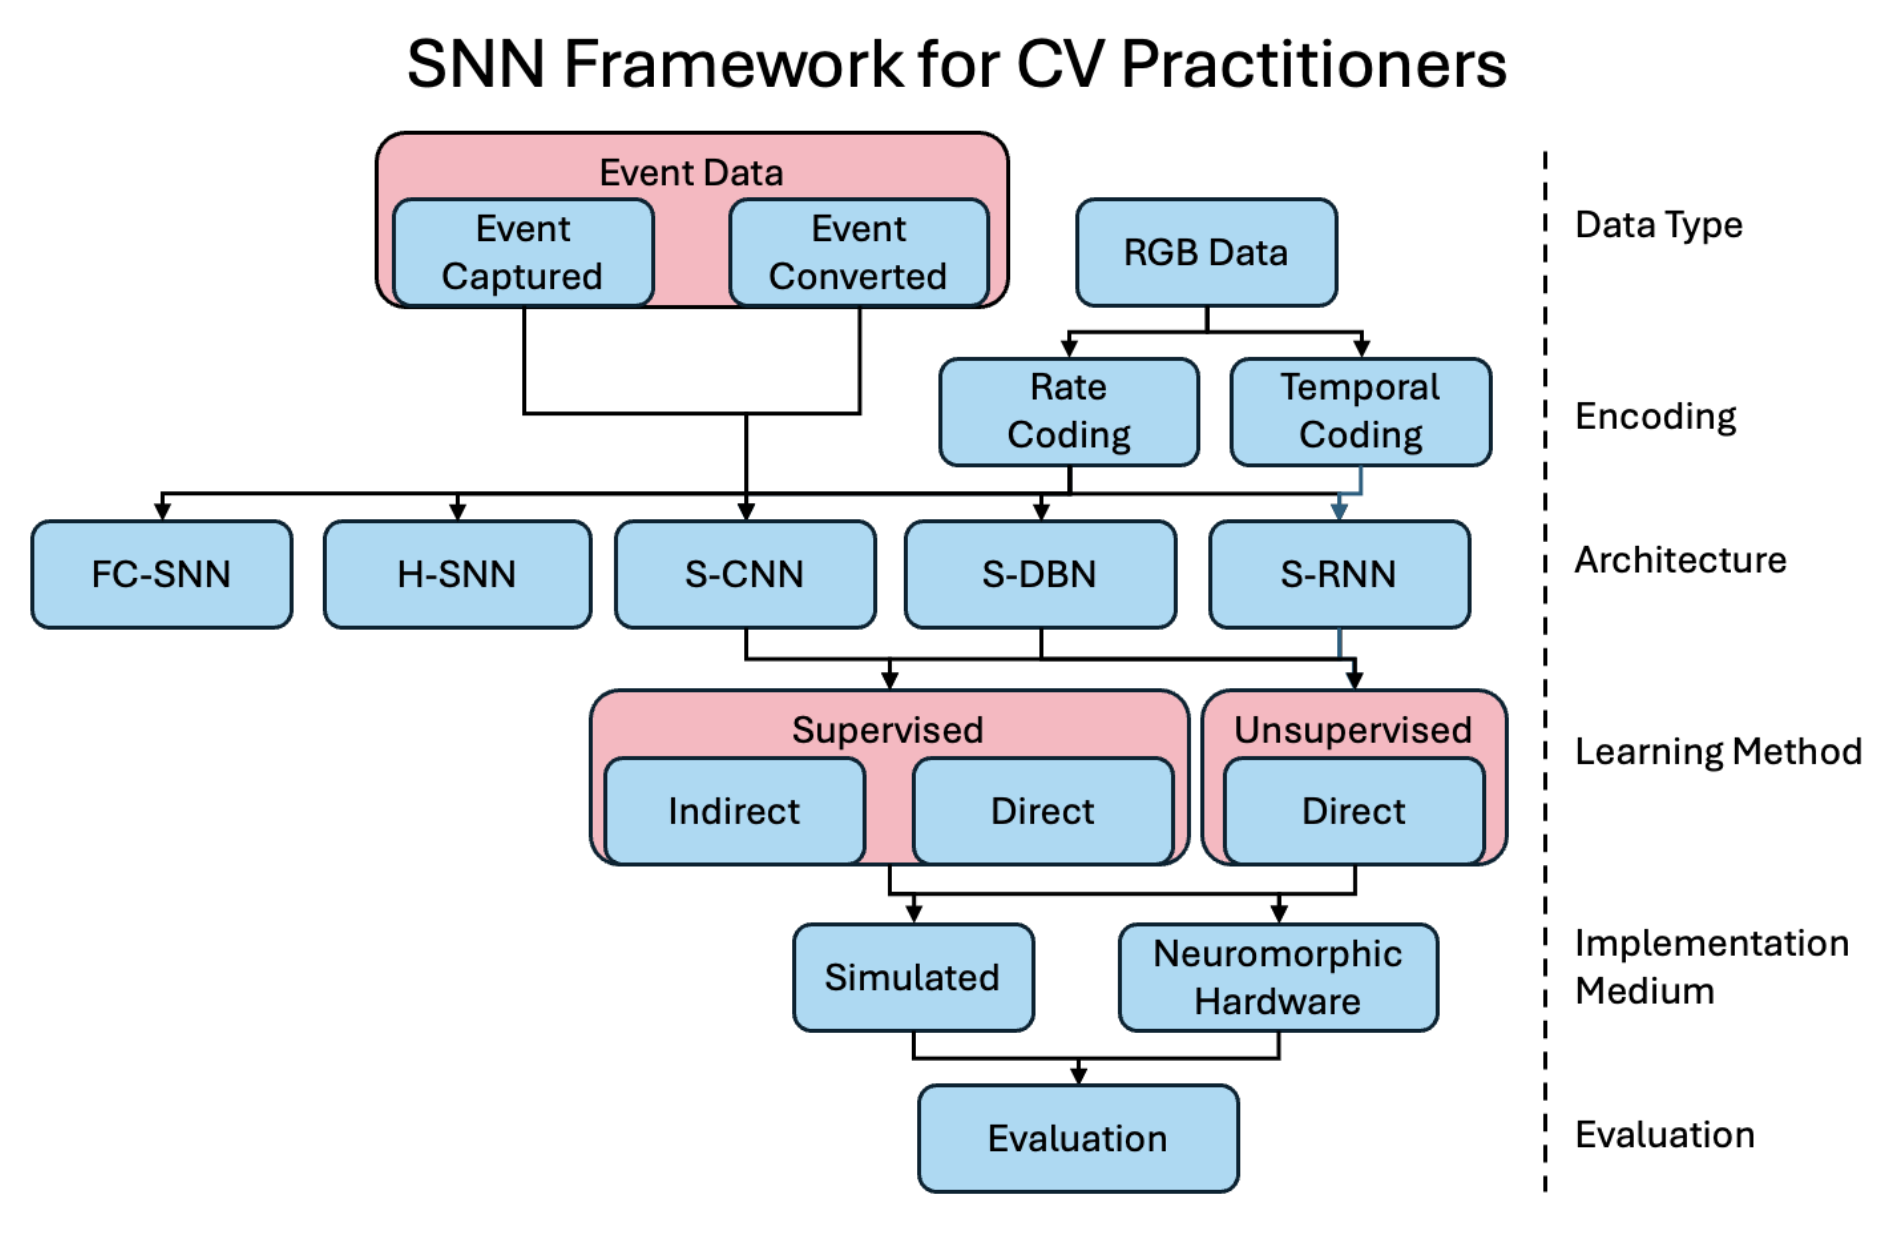 SNN Framework for CV Practitioners
Event Data
Event
Captured
Event
Converted
RGB Data
Data Type
Rate
Coding
Temporal
Coding
Encoding
FC-SNN
H-SNN
S-CNN
S-DBN
S-RNN
Architecture
Supervised
Indirect
Direct
Unsupervised
Direct
Learning Method
Simulated
Neuromorphic
Hardware
Implementation
Medium
Evaluation
Evaluation